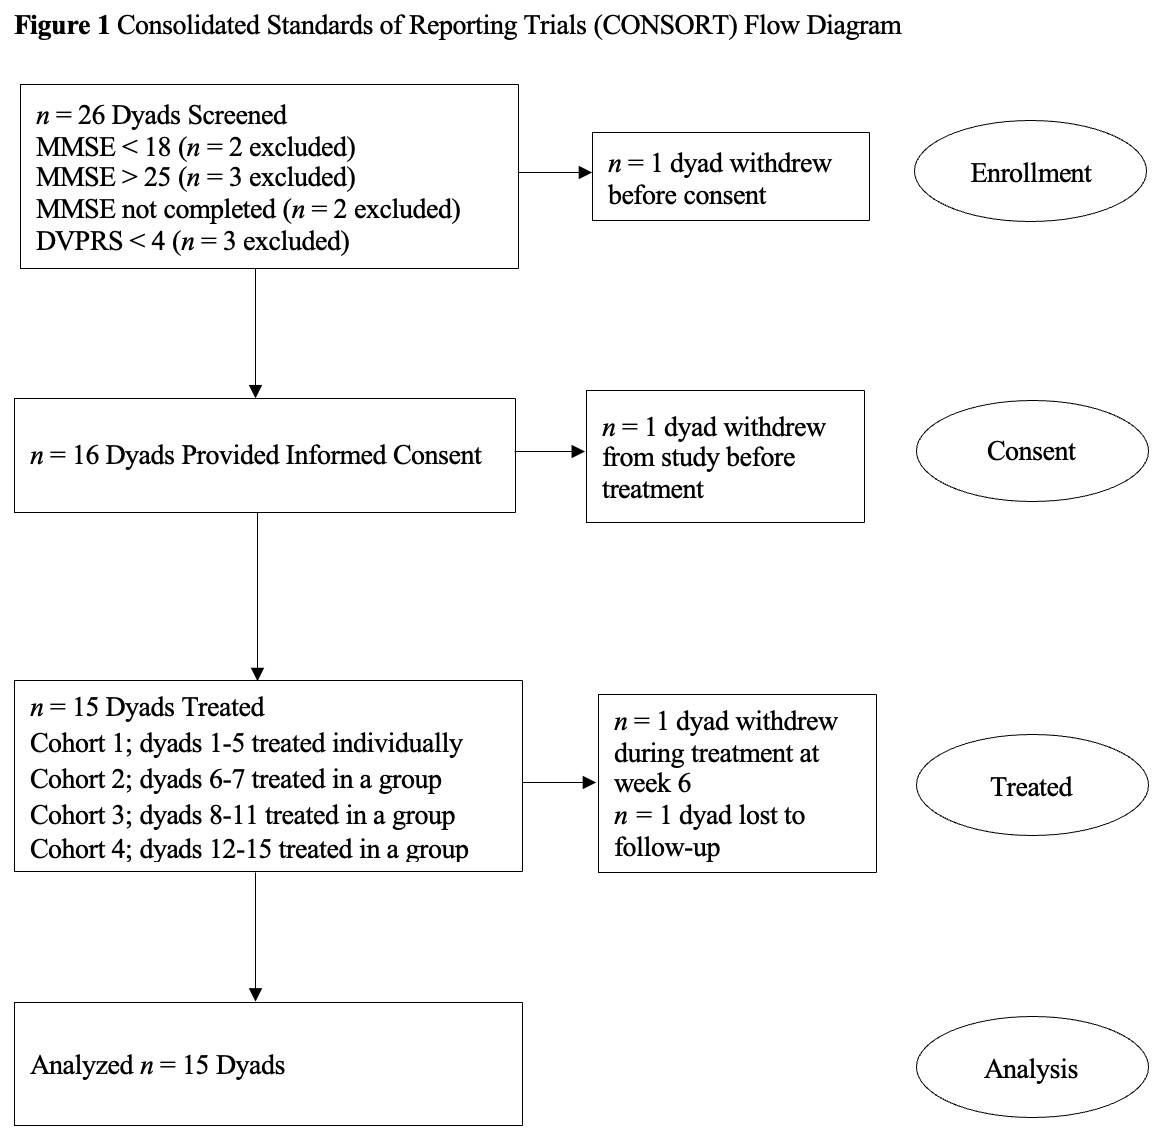 Figure 1 Consolidated Standards of Reporting Trials (CONSORT) Flow Diagram
n = 26 Dyads Screened
MMSE < 18 (n = 2 excluded)
MMSE > 25 (n = 3 excluded)
MMSE not completed (n = 2 excluded)
DVPRS < 4 (n = 3 excluded)
n = 1 dyad withdrew
before consent
Enrollment
n = 16 Dyads Provided Informed Consent
n = 1 dyad withdrew
from study before
treatment
Consent
n = 15 Dyads Treated
Cohort 1; dyads 1-5 treated individually
Cohort 2; dyads 6-7 treated in a group
Cohort 3; dyads 8-11 treated in a group
Cohort 4; dyads 12-15 treated in a group
n = 1 dyad withdrew
during treatment at
week 6
n = 1 dyad lost to
follow-up
Treated
Analyzed n = 15 Dyads
Analysis